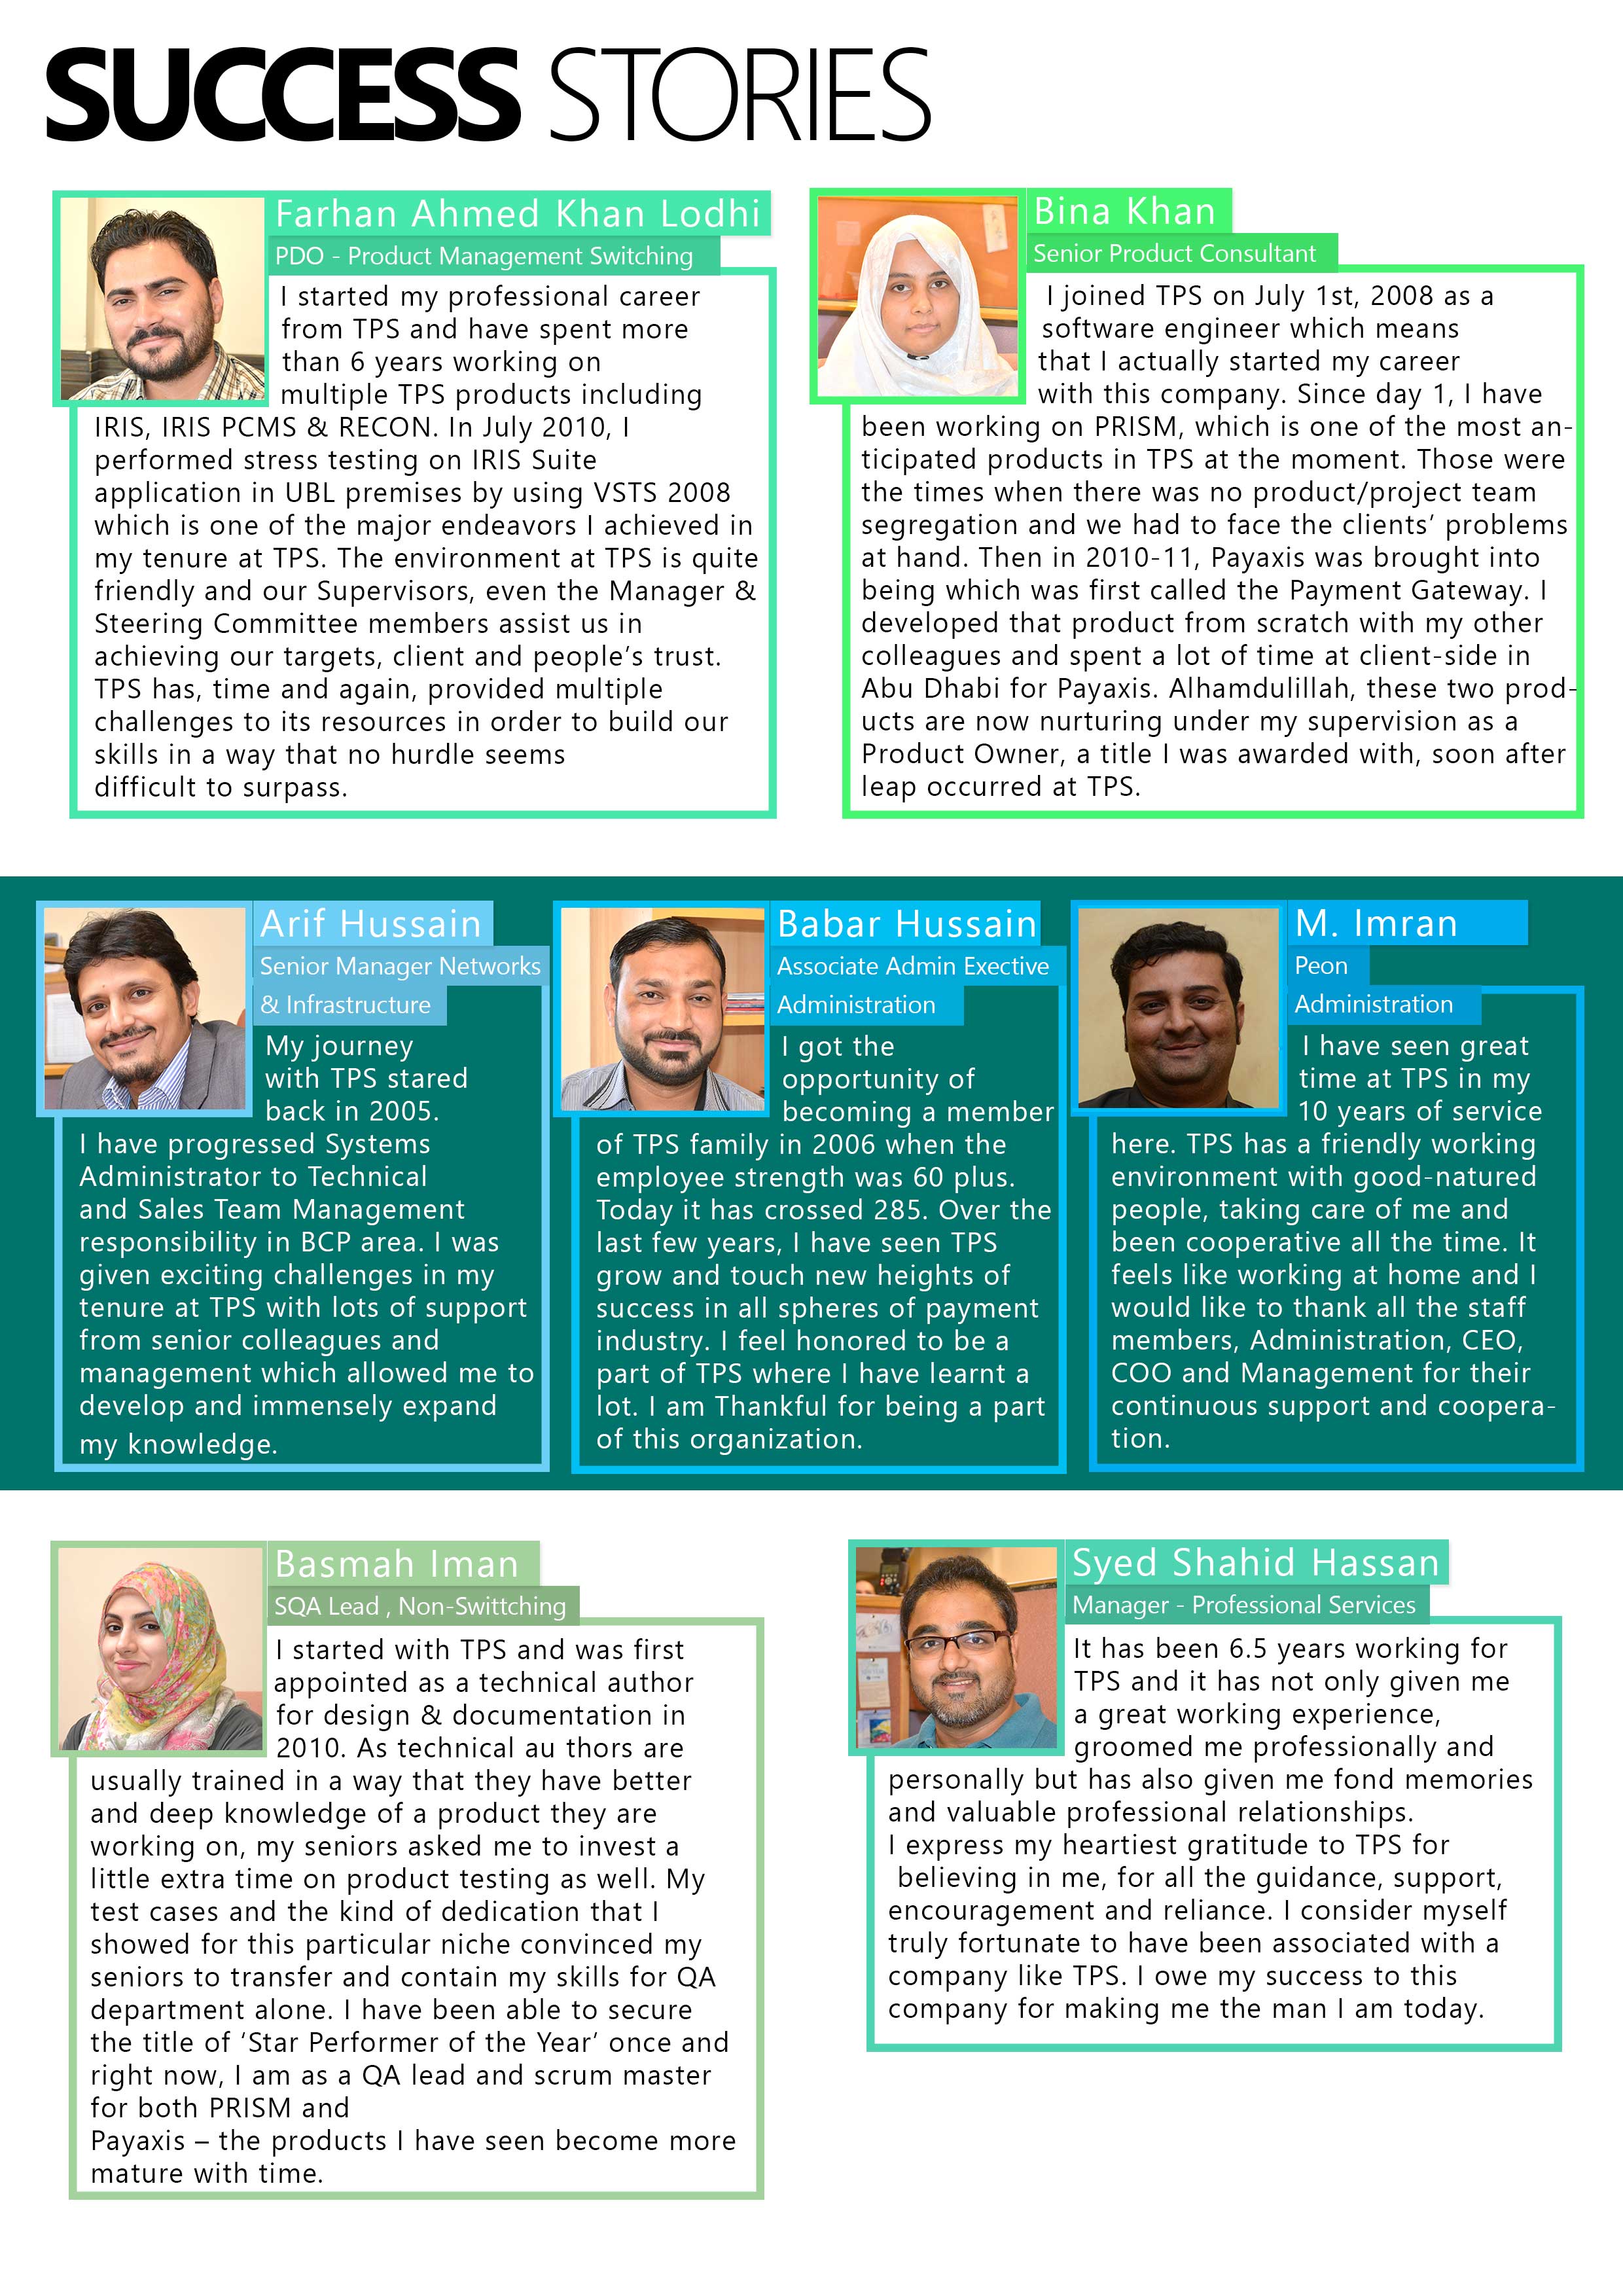 SUCCESS STORIES
Farhan Ahmed Khan Lodhi
PDO - Product Management Switching
I started my professional career
from TPS and have spent more
than 6 years working on
multiple TPS products including
IRIS, IRIS PCMS & RECON. In July 2010, I
performed stress testing on IRIS Suite
application in UBL premises by using VSTS 2008
which is one of the major endeavors I achieved in
my tenure at TPS. The environment at TPS is quite
friendly and our Supervisors, even the Manager &
Steering Committee members assist us in
achieving our targets, client and people’s trust.
TPS has, time and again, provided multiple
challenges to its resources in order to build our
skills in a way that no hurdle seems
difficult to surpass.
Bina Khan
Senior Product Consultant
I joined TPS on July 1st, 2008 as a
software engineer which means
that I actually started my career
with this company. Since day 1, I have
been working on PRISM, which is one of the most an-
ticipated products in TPS at the moment. Those were
the times when there was no product/project team
segregation and we had to face the clients’ problems
at hand. Then in 2010-11, Payaxis was brought into
being which was first called the Payment Gateway. I
developed that product from scratch with my other
colleagues and spent a lot of time at client-side in
Abu Dhabi for Payaxis. Alhamdulillah, these two prod-
ucts are now nurturing under my supervision as a
Product Owner, a title I was awarded with, soon after
leap occurred at TPS.
Arif Hussain
Senior Manager Networks
& Infrastructure
My journey
with TPS stared
back in 2005.
I have progressed Systems
Administrator to Technical
and Sales Team Management
responsibility in BCP area. I was
given exciting challenges in my
tenure at TPS with lots of support
from senior colleagues and
management which allowed me to
develop and immensely expand
my knowledge.
Babar Hussain
Associate Admin Exective
Administration
I got the
opportunity of
becoming a member
of TPS family in 2006 when the
employee strength was 60 plus.
Today it has crossed 285. Over the
last few years, I have seen TPS
grow and touch new heights of
success in all spheres of payment
industry. I feel honored to be a
part of TPS where I have learnt a
lot. I am Thankful for being a part
of this organization.
M. Imran
Peon
Administration
I have seen great
time at TPS in my
10 years of service
here. TPS has a friendly working
environment with good-natured
people, taking care of me and
been cooperative all the time. It
feels like working at home and I
would like to thank all the staff
members, Administration, CEO,
COO and Management for their
continuous support and coopera-
tion.
Basmah Iman
SQA Lead , Non-Swittching
I started with TPS and was first
appointed as a technical author
for design & documentation in
2010. As technical au thors are
usually trained in a way that they have better
and deep knowledge of a product they are
working on, my seniors asked me to invest a
little extra time on product testing as well. My
test cases and the kind of dedication that I
showed for this particular niche convinced my
seniors to transfer and contain my skills for QA
department alone. I have been able to secure
the title of ‘Star Performer of the Year’ once and
right now, I am as a QA lead and scrum master
for both PRISM and
Payaxis – the products I have seen become more
mature with time.
Syed Shahid Hassan
Manager - Professional Services
It has been 6.5 years working for
TPS and it has not only given me
a great working experience,
groomed me professionally and
personally but has also given me fond memories
and valuable professional relationships.
I express my heartiest gratitude to TPS for
believing in me, for all the guidance, support,
encouragement and reliance. I consider myself
truly fortunate to have been associated with a
company like TPS. I owe my success to this
company for making me the man I am today.